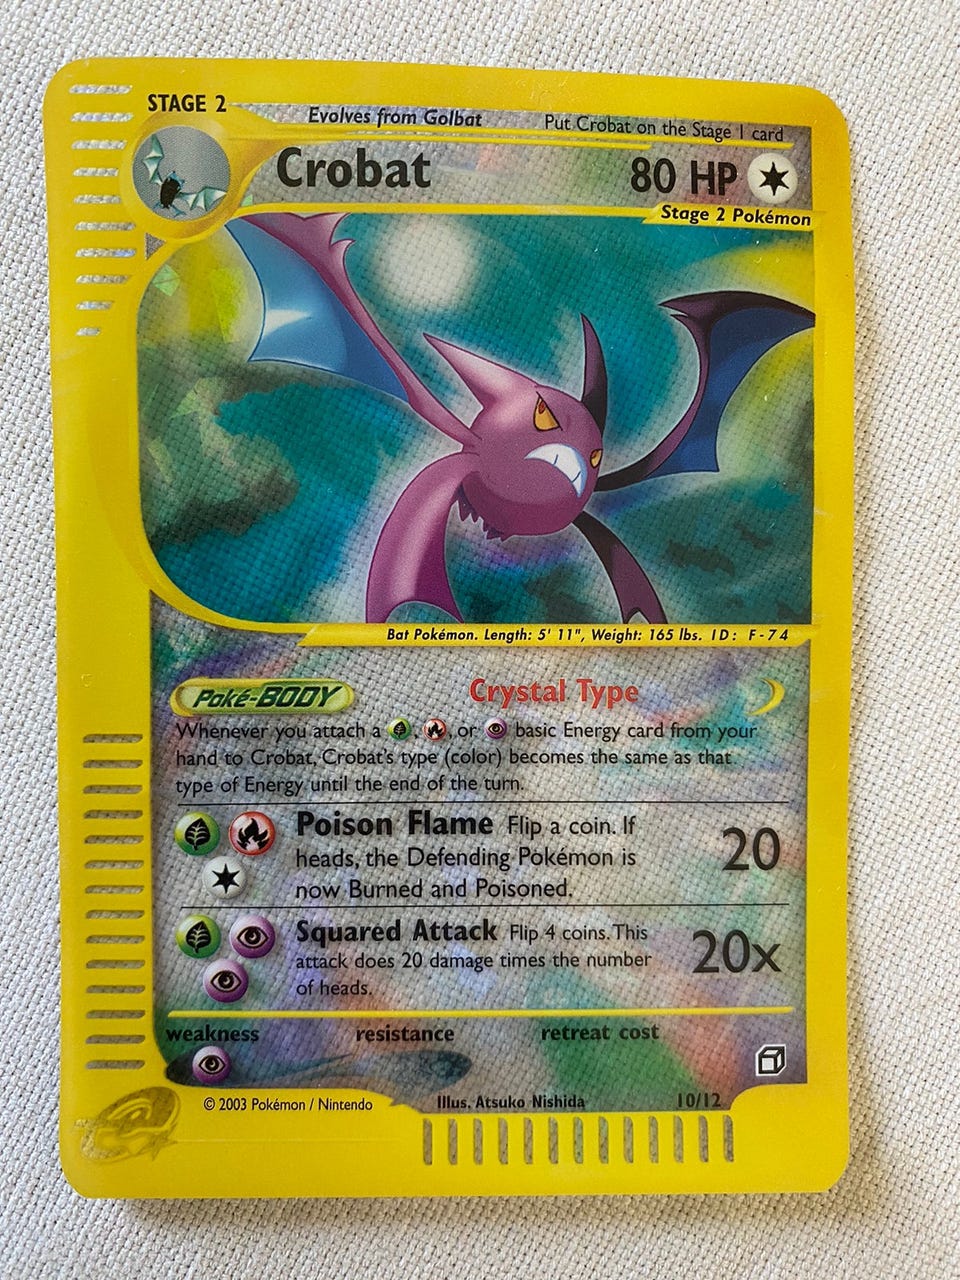 STAGE 2
Evolves from Golbat
Put Crobat on the Stage 1 card
Crobat
80 HP
Stage 2 Pokémon
Bat Pokémon. Length: 5' 11", Weight: 165 lbs. ID: F-74
Poké-BODY
Crystal Type
Whenever you attach a , , or basic Energy card from your
hand to Crobat, Crobat's type (color) becomes the same as that
type of Energy until the end of the turn.
Poison Flame Flip a coin. If
heads, the Defending Pokémon is
now Burned and Poisoned.
20
Squared Attack Flip 4 coins. This
attack does 20 damage times the number
of heads.
20x
weakness resistance retreat cost
© 2003 Pokémon / Nintendo
Illus. Atsuko Nishida
10/12